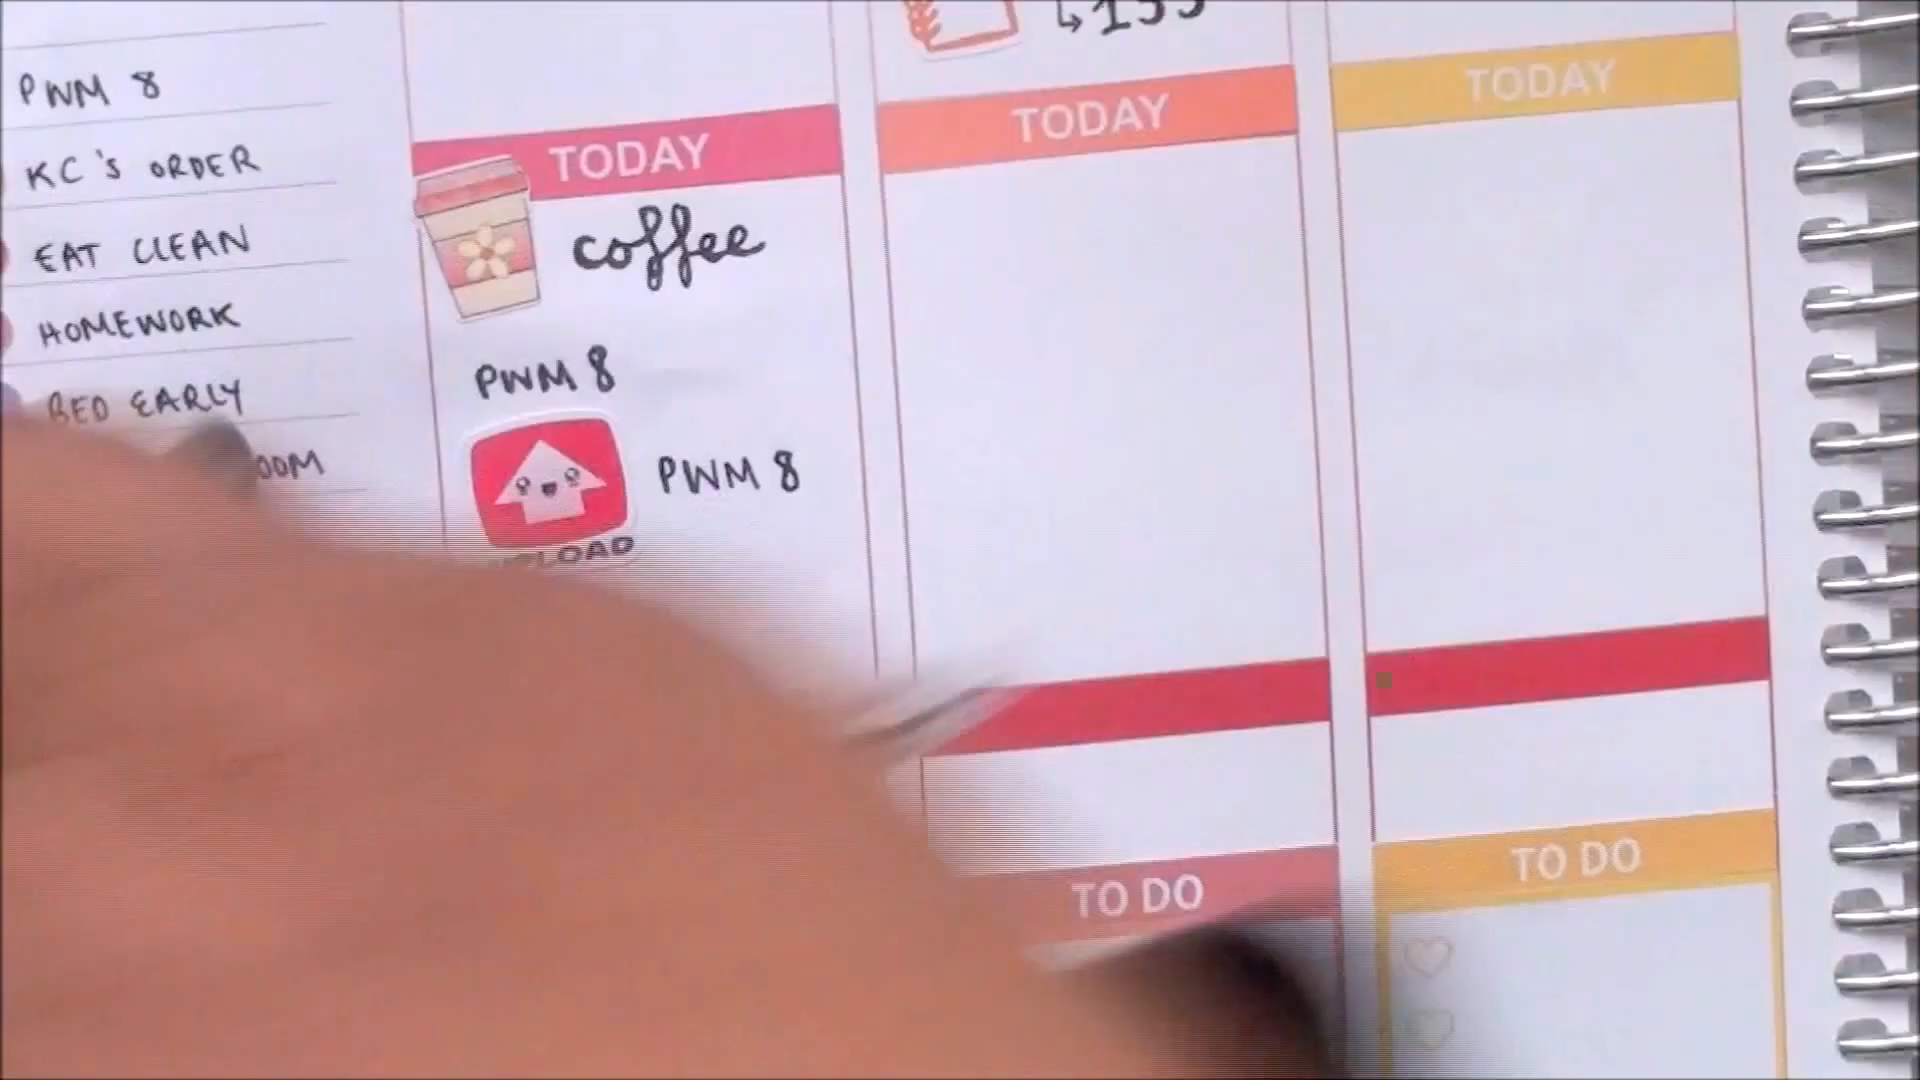 PWM 8
KC'S ORDER
EAT CLEAN
HOMEWORK
BED EARLY
TODAY
coffee
PWM 8
PWM 8
UPLOAD
TODAY
TO DO
TODAY
TO DO